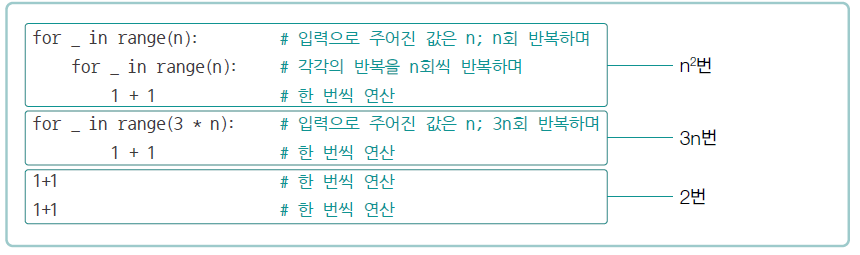 for _ in range(n): # 입력으로 주어진 값은 n; n회 반복하며
for _ in range(n): # 각각의 반복을 n회씩 반복하며
1 + 1 # 한 번씩 연산
n²번
for _ in range(3 * n): # 입력으로 주어진 값은 n; 3n회 반복하며
1 + 1 # 한 번씩 연산
3n번
1+1 # 한 번씩 연산
1+1 # 한 번씩 연산
2번